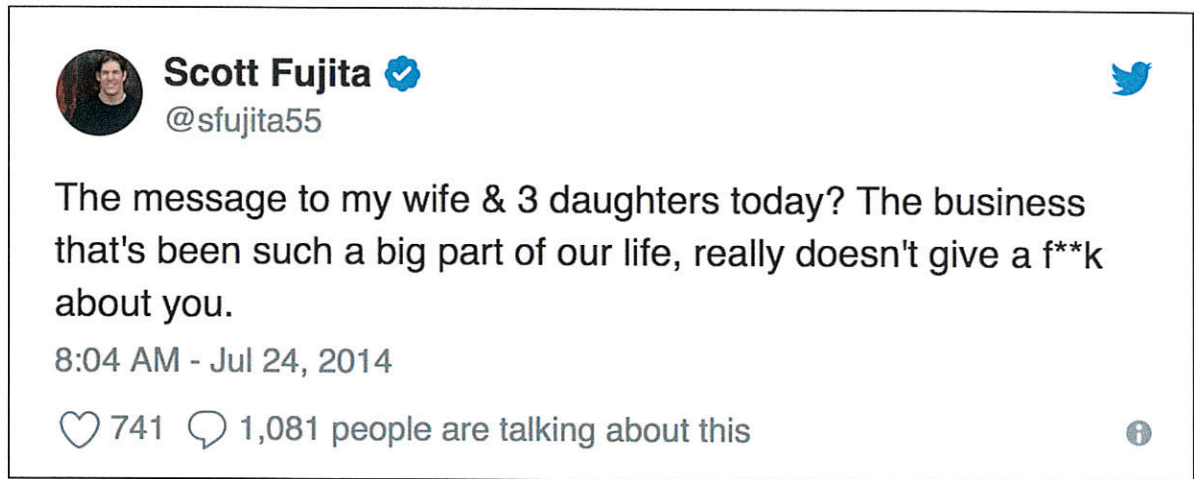 Scott Fujita
@sfujita55
The message to my wife & 3 daughters today? The business
that's been such a big part of our life, really doesn't give a f**k
about you.
8:04 AM - Jul 24, 2014
741 1,081 people are talking about this